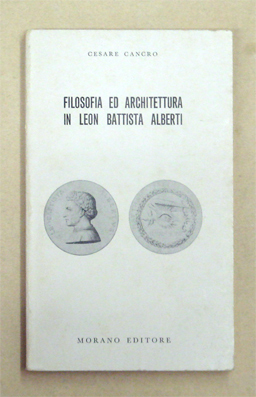 CESARE CANCRO
FILOSOFIA ED ARCHITETTURA
IN LEON BATTISTA ALBERTI
MORANO EDITORE